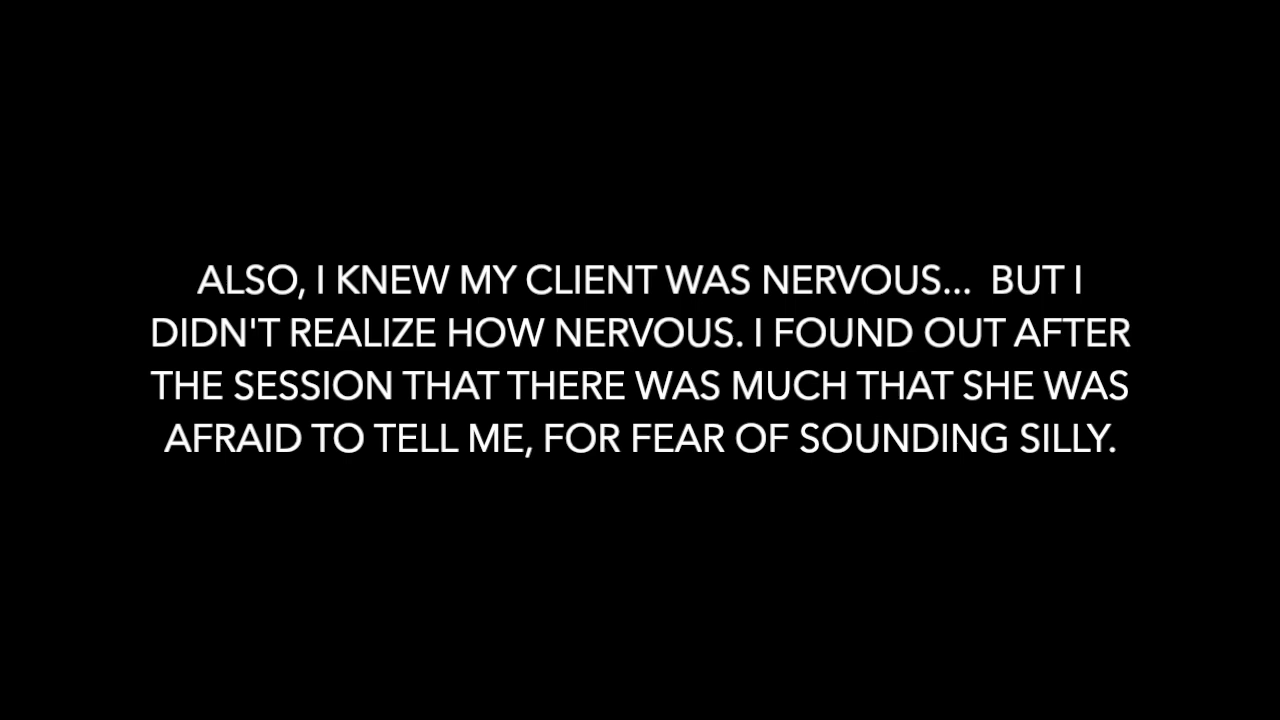 ALSO, I KNEW MY CLIENT WAS NERVOUS...  BUT I
DIDN'T REALIZE HOW NERVOUS. I FOUND OUT AFTER
THE SESSION THAT THERE WAS MUCH THAT SHE WAS
AFRAID TO TELL ME, FOR FEAR OF SOUNDING SILLY.